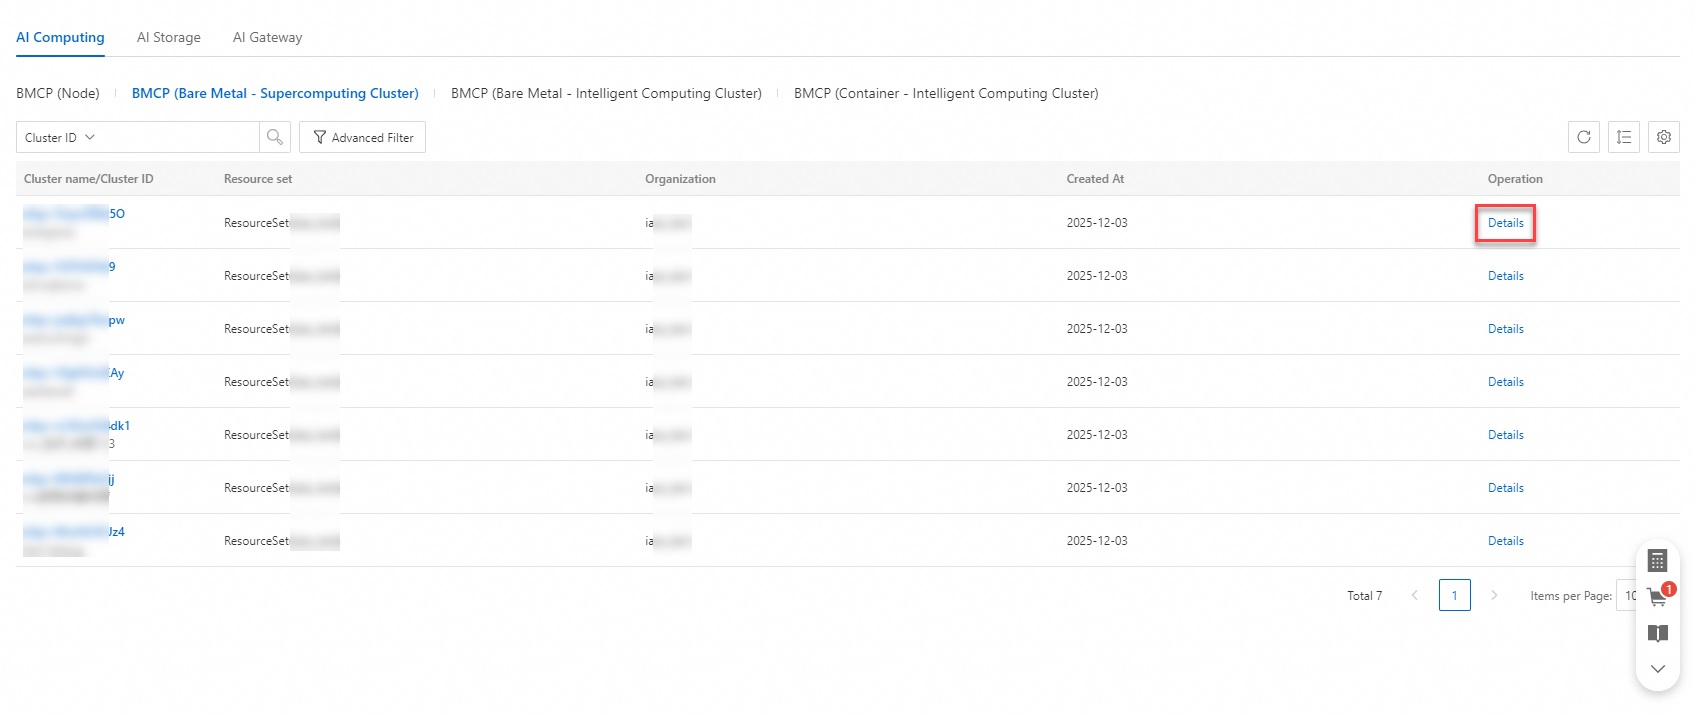 AI Computing AI Storage AI Gateway
BMCP (Node) BMCP (Bare Metal - Supercomputing Cluster) BMCP (Bare Metal - Intelligent Computing Cluster) BMCP (Container - Intelligent Computing Cluster)
Cluster ID Advanced Filter
Cluster name/Cluster ID Resource set Organization Created At Operation
5O
ResourceSet ia 2025-12-03 Details
9
ResourceSet ia 2025-12-03 Details
pw
ResourceSet ia 2025-12-03 Details
Ay
ResourceSet ia 2025-12-03 Details
dk1
ResourceSet ia 2025-12-03 Details
3
jj
ResourceSet ia 2025-12-03 Details
Jz4
ResourceSet ia 2025-12-03 Details
Total 7 1 Items per Page: 10
1